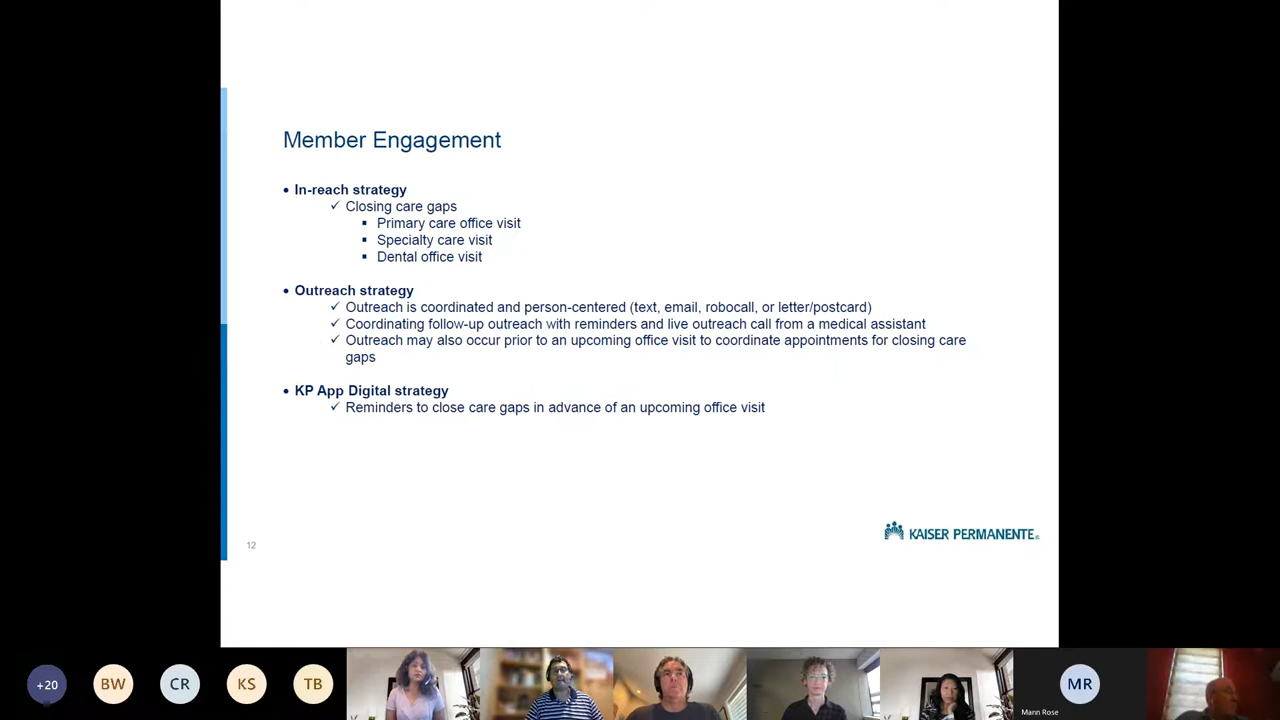 Member Engagement
• In-reach strategy
✓ Closing care gaps
▪ Primary care office visit
▪ Specialty care visit
▪ Dental office visit
• Outreach strategy
✓ Outreach is coordinated and person-centered (text, email, robocall, or letter/postcard)
✓ Coordinating follow-up outreach with reminders and live outreach call from a medical assistant
✓ Outreach may also occur prior to an upcoming office visit to coordinate appointments for closing care
gaps
• KP App Digital strategy
✓ Reminders to close care gaps in advance of an upcoming office visit
KAISER PERMANENTE®
12
+20
BW
CR
KS
TB
MR
Mann Rose